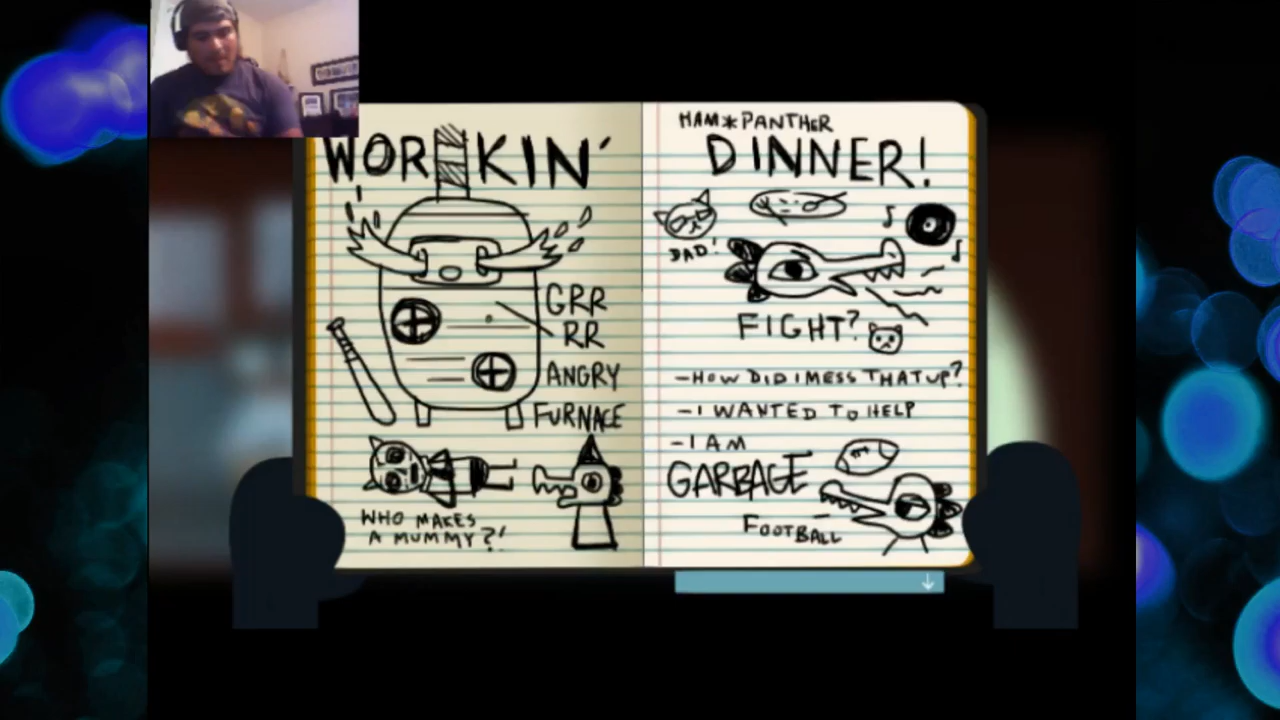 WORKIN'
GRR
RR
ANGRY
FURNACE
WHO MAKES
A MUMMY?!
HAM*PANTHER
DINNER!
DAD!
FIGHT?
-HOW DID I MESS THAT UP?
-I WANTED TO HELP
-I AM
GARBAGE
FOOTBALL